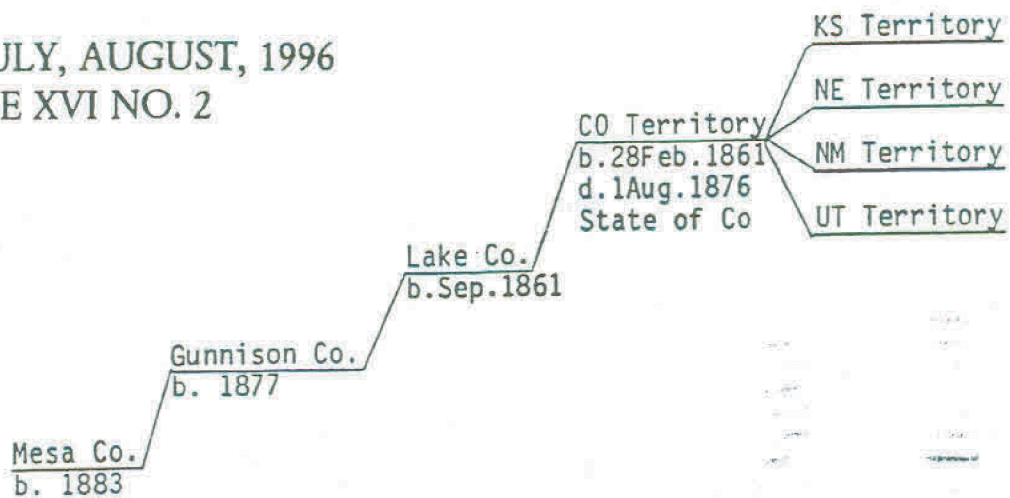 ULY, AUGUST, 1996
E XVI NO. 2
KS Territory
NE Territory
CO Territory
b.28Feb.1861
d.1Aug.1876
State of Co
NM Territory
UT Territory
Lake Co.
b.Sep.1861
Gunnison Co.
b. 1877
Mesa Co.
b. 1883